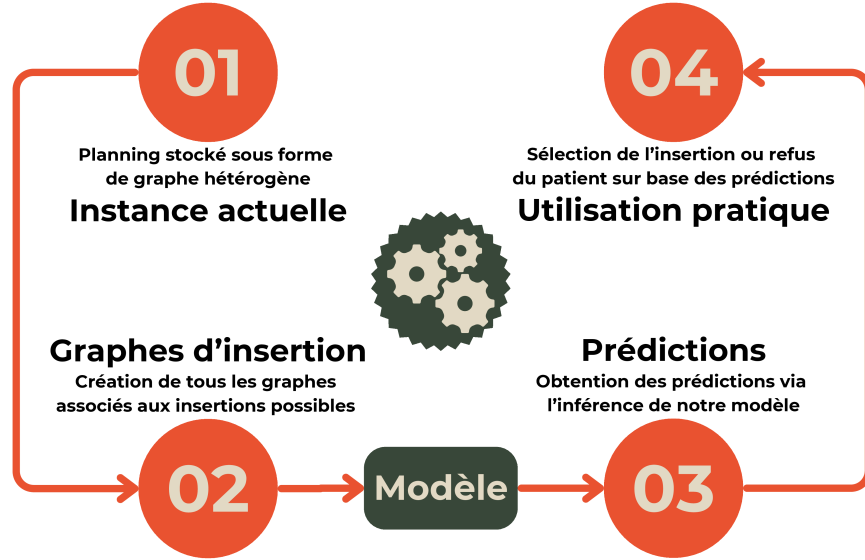 01
Planning stocké sous forme
de graphe hétérogène
Instance actuelle
Graphes d’insertion
Création de tous les graphes
associés aux insertions possibles
02
Modèle
Prédictions
Obtention des prédictions via
l’inférence de notre modèle
03
04
Sélection de l’insertion ou refus
du patient sur base des prédictions
Utilisation pratique